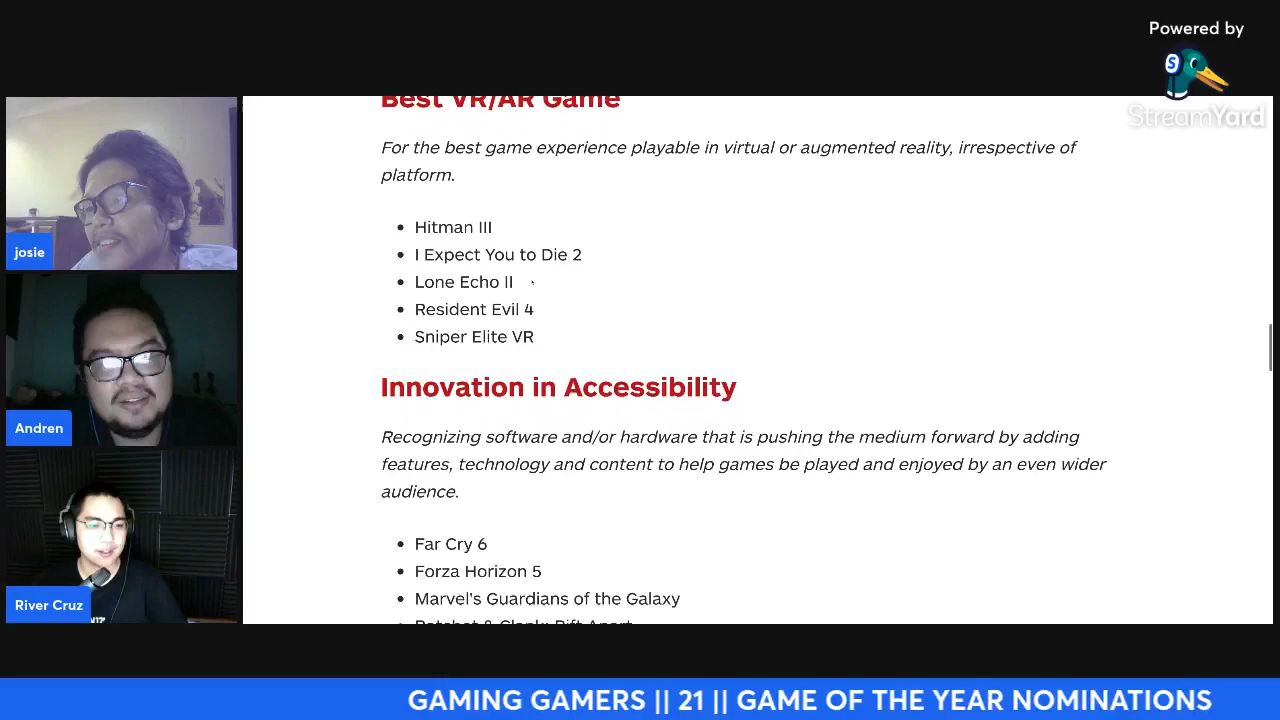 Powered by
S
StreamYard
josie
Andren
River Cruz
Best VR/AR Game
For the best game experience playable in virtual or augmented reality, irrespective of
platform.
• Hitman III
• I Expect You to Die 2
• Lone Echo II
• Resident Evil 4
• Sniper Elite VR
Innovation in Accessibility
Recognizing software and/or hardware that is pushing the medium forward by adding
features, technology and content to help games be played and enjoyed by an even wider
audience.
• Far Cry 6
• Forza Horizon 5
• Marvel's Guardians of the Galaxy
• Ratchet & Clank: Rift Apart
GAMING GAMERS || 21 || GAME OF THE YEAR NOMINATIONS